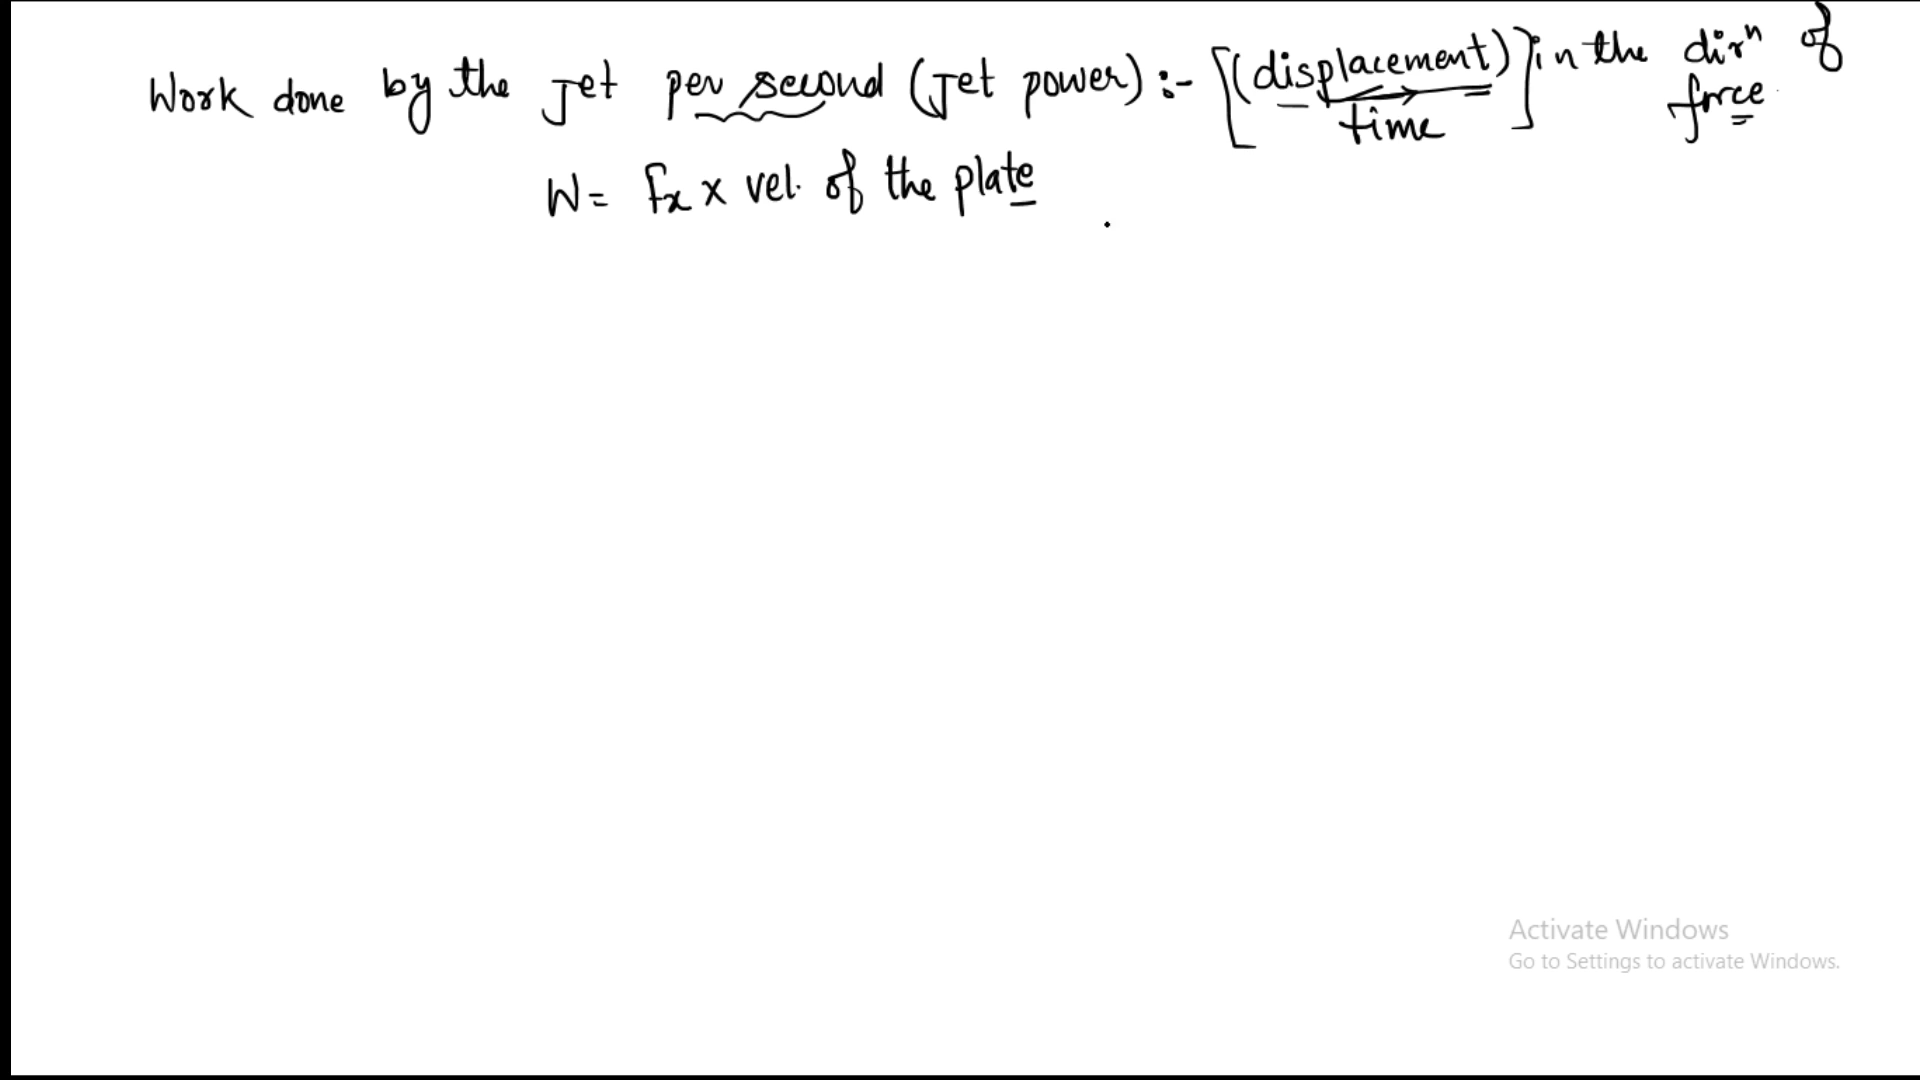 Work done by the Jet per second (Jet power) :- [(displacement) / time] in the dirⁿ of force
W = Fx x vel. of the plate
Activate Windows
Go to Settings to activate Windows.